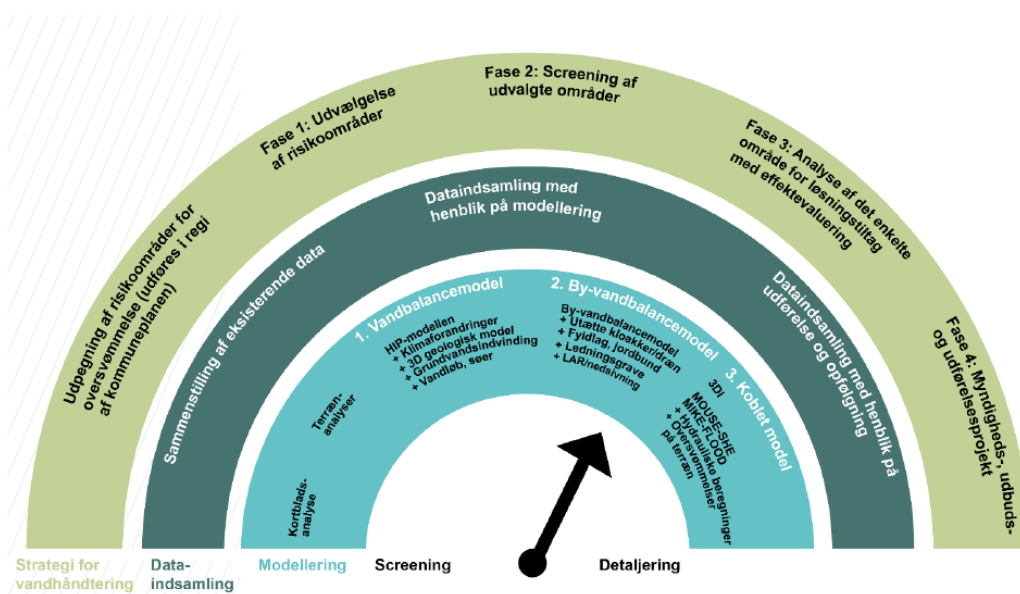 Udpegning af risikoområder for
oversvømmelse (udføres i regi
af kommuneplanen)
Fase 1: Udvælgelse
af risikoområder
Fase 2: Screening af
udvalgte områder
Fase 3: Analyse af det enkelte
område for løsningstiltag
med effektevaluering
Fase 4: Myndigheds-, udbuds-
og udførelsesprojekt
Sammenstilling af eksisterende data
Dataindsamling med
henblik på modellering
Dataindsamling med henblik på
udførelse og opfølgning
Kortblads-
analyse
Terræn-
analyser
1. Vandbalancemodel
HIP-modellen
+ Klimaforandringer
+ 3D geologisk model
+ Grundvandsindvinding
+ Vandløb, søer
2. By-vandbalancemodel
By-vandbalancemodel
+ Utætte kloakker/dræn
+ Fyldlag, jordbund
+ Ledningsgrave
+ LAR/nedsivning
3. Koblet model
3DI
MOUSE-SHE
MIKE-FLOOD
+ Hydrauliske beregninger
+ Oversvømmelser
på terræn
Strategi for
vandhåndtering
Data-
indsamling
Modellering
Screening
Detaljering